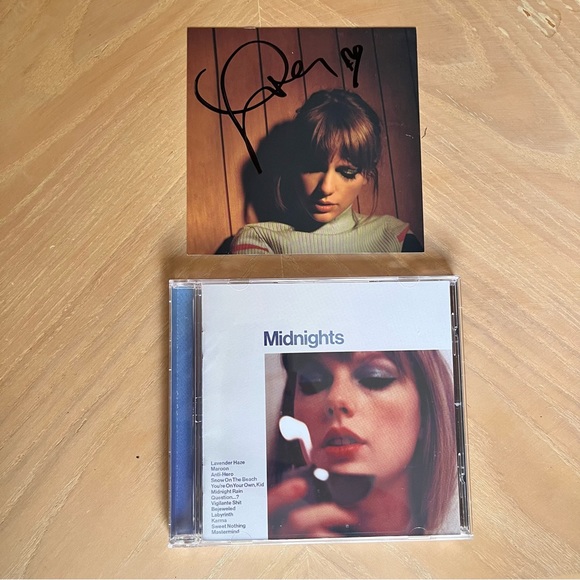 Midnights
Lavender Haze
Maroon
Anti-Hero
Snow On The Beach
You're On Your Own, Kid
Midnight Rain
Question...?
Vigilante Shit
Bejeweled
Labyrinth
Karma
Sweet Nothing
Mastermind